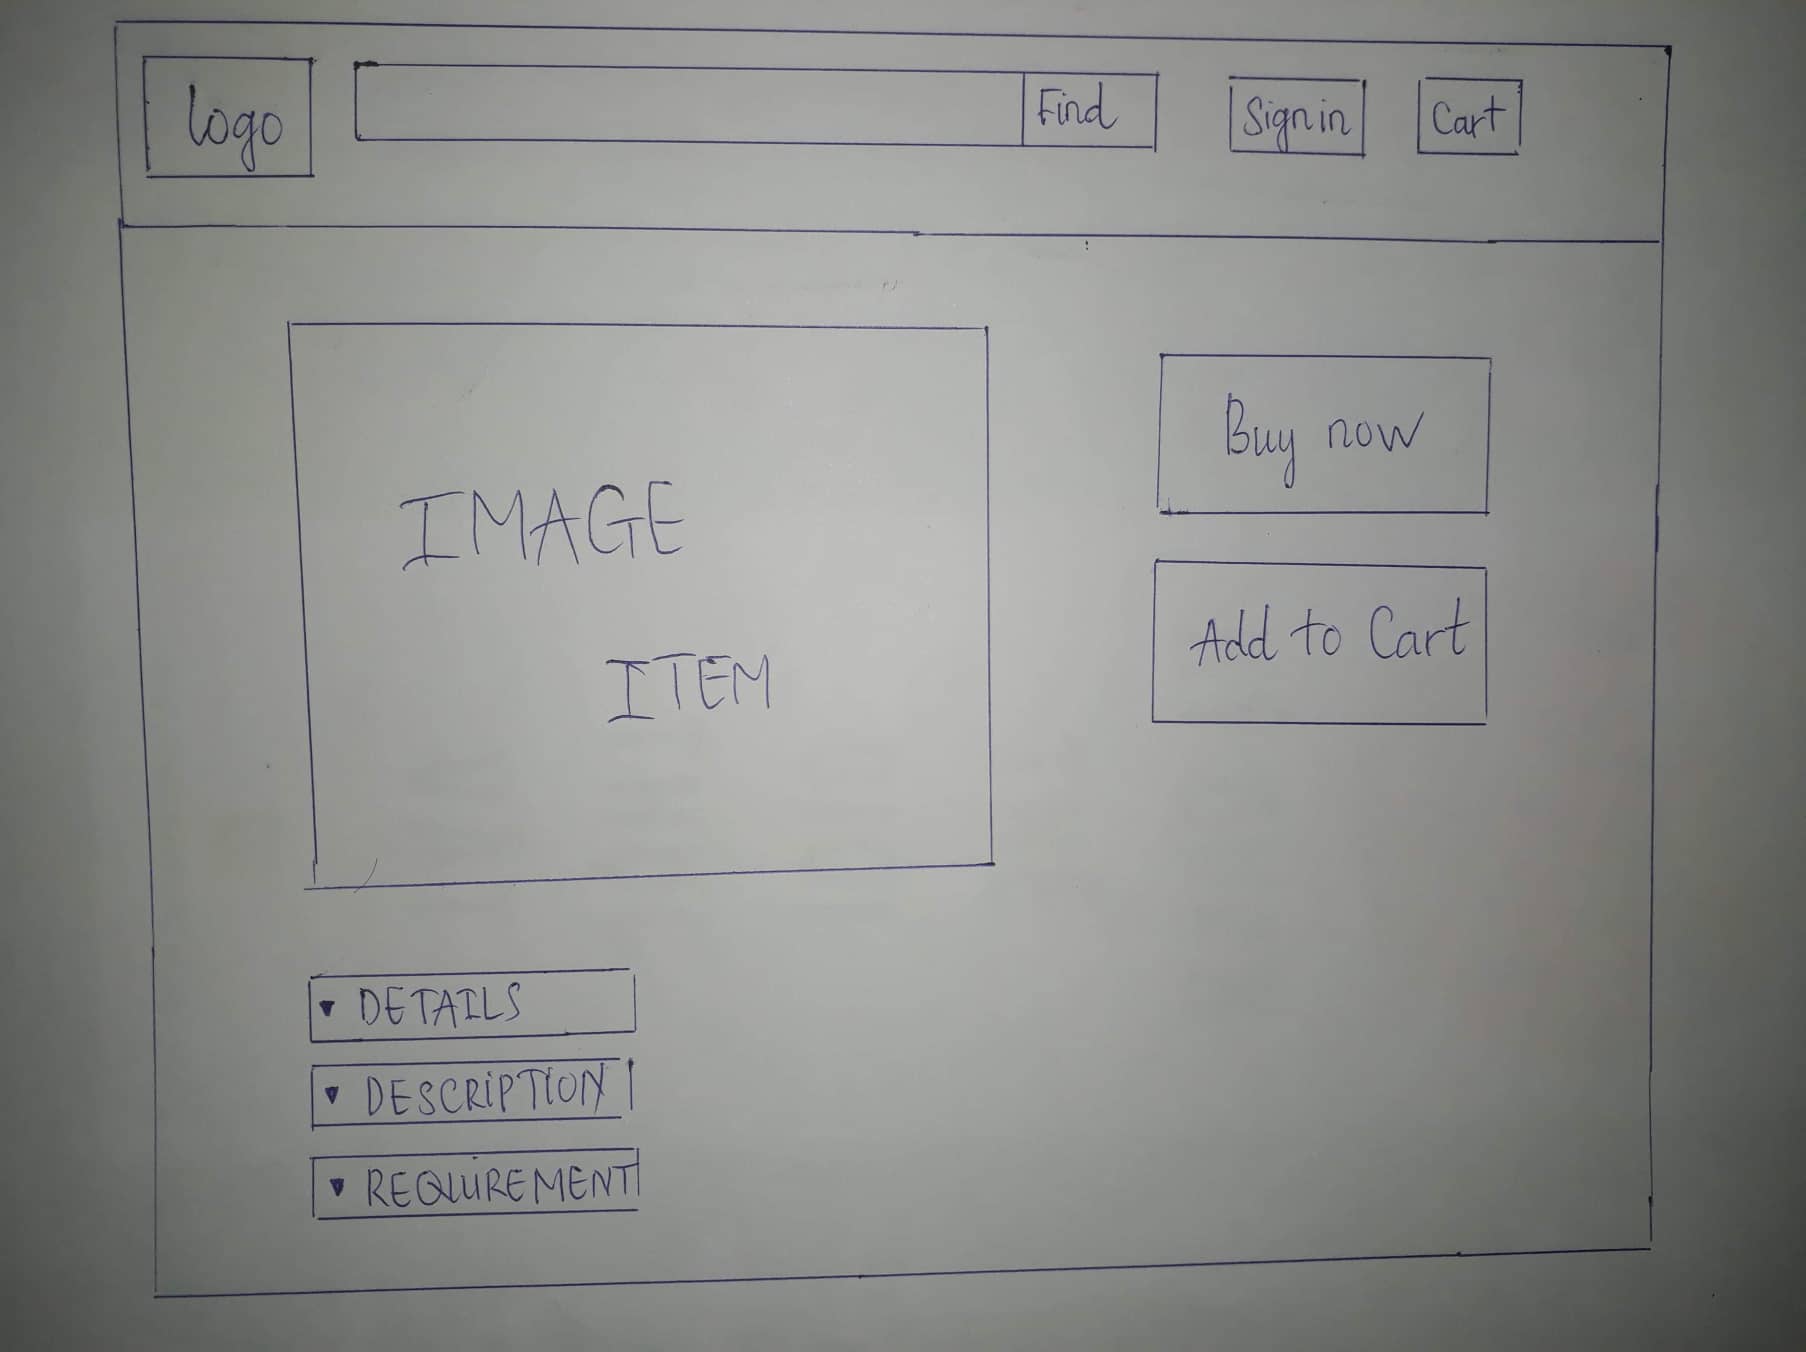 logo
Find
Sign in
Cart
IMAGE
ITEM
Buy now
Add to Cart
▾ DETAILS
▾ DESCRIPTION
▾ REQUIREMENT